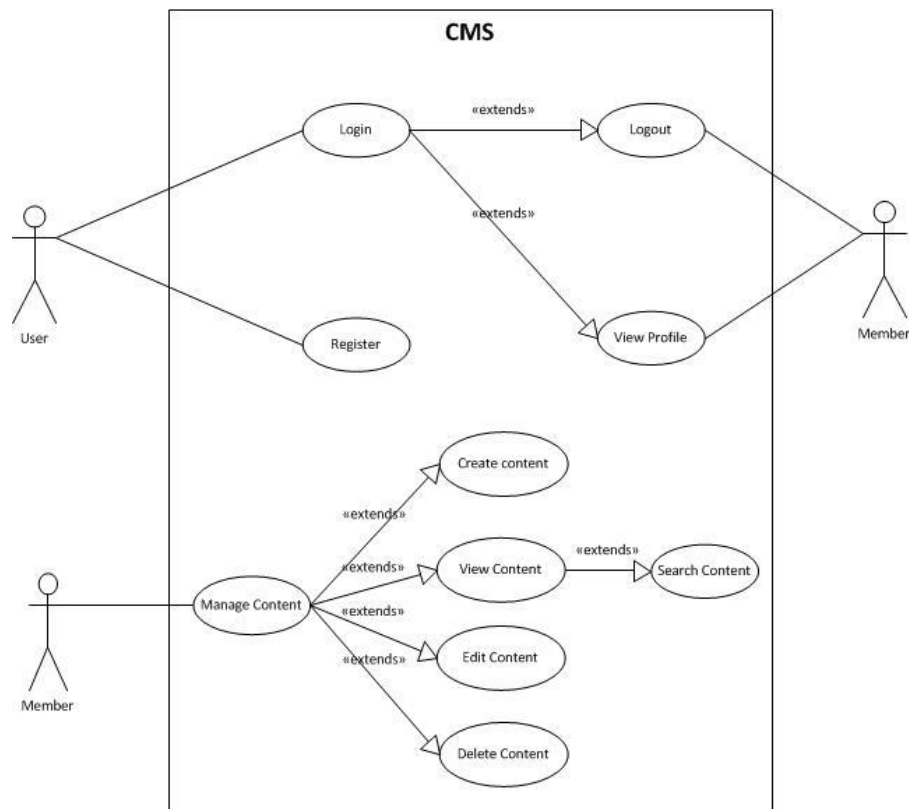 CMS
«extends»
Login
Logout
«extends»
User
Register
View Profile
Member
Create content
«extends»
«extends»
«extends»
View Content
Search Content
Manage Content
«extends»
Edit Content
«extends»
Member
Delete Content